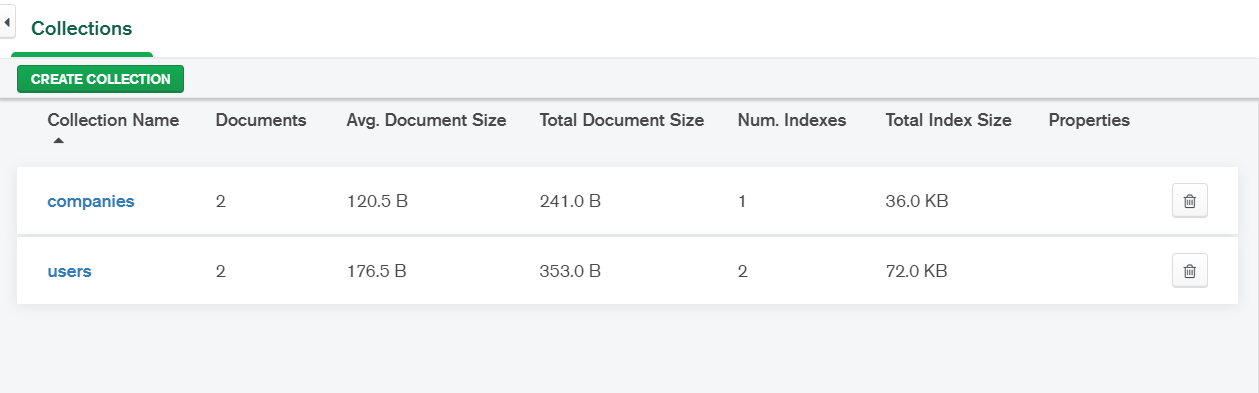 Collections
CREATE COLLECTION
Collection Name Documents Avg. Document Size Total Document Size Num. Indexes Total Index Size Properties
companies 2 120.5 B 241.0 B 1 36.0 KB
users 2 176.5 B 353.0 B 2 72.0 KB